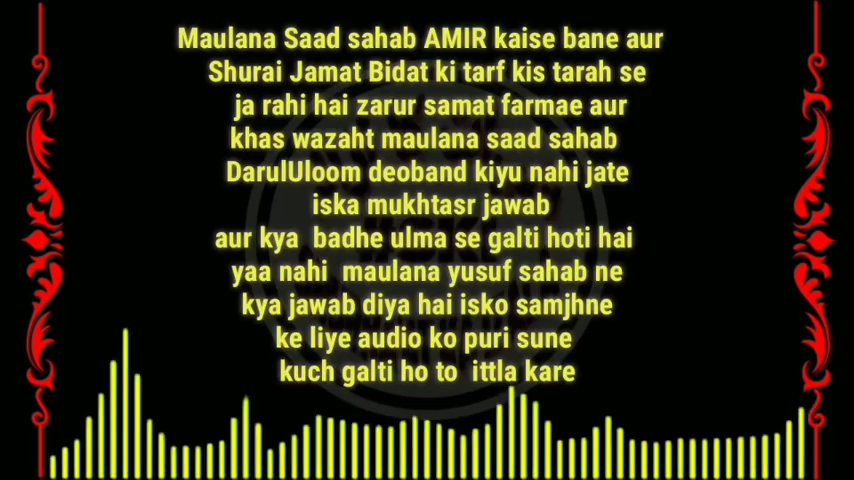 Maulana Saad sahab AMIR kaise bane aur
Shurai Jamat Bidat ki tarf kis tarah se
ja rahi hai zarur samat farmae aur
khas wazaht maulana saad sahab
DarulUloom deoband kiyu nahi jate
iska mukhtasr jawab
aur kya badhe ulma se galti hoti hai
yaa nahi maulana yusuf sahab ne
kya jawab diya hai isko samjhne
ke liye audio ko puri sune
kuch galti ho to ittla kare